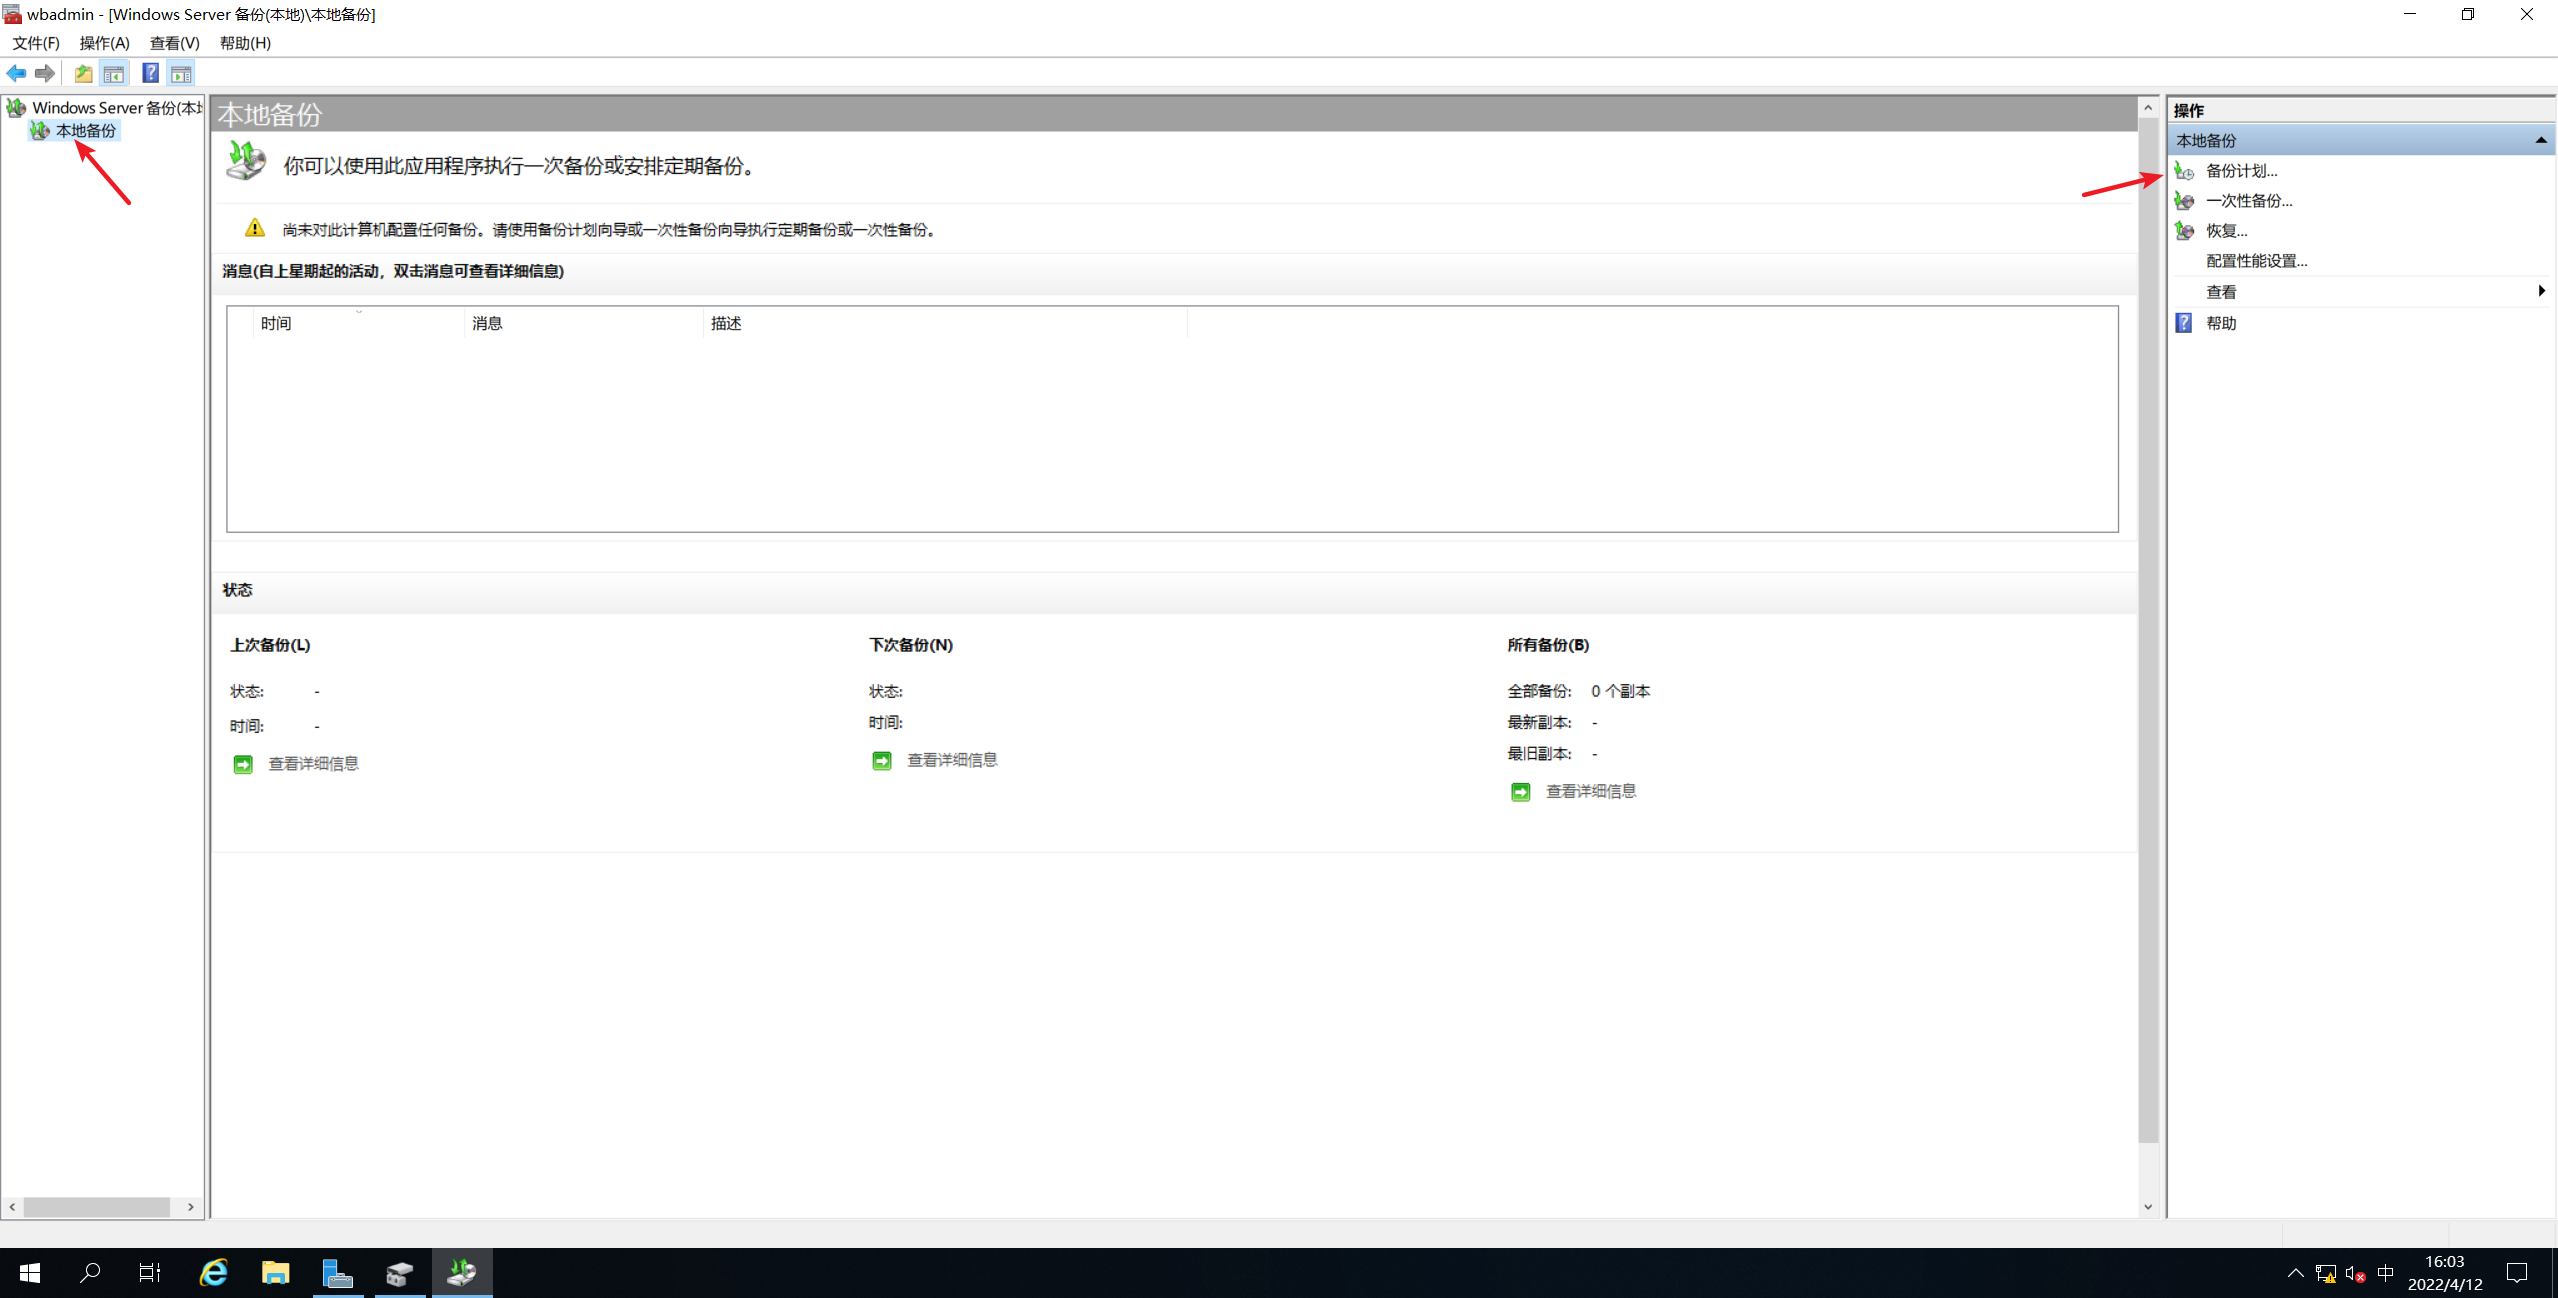 wbadmin - [Windows Server 备份(本地)\本地备份]
文件(F) 操作(A) 查看(V) 帮助(H)
Windows Server 备份(本
本地备份
本地备份
你可以使用此应用程序执行一次备份或安排定期备份。
尚未对此计算机配置任何备份。请使用备份计划向导或一次性备份向导执行定期备份或一次性备份。
消息(自上星期起的活动，双击消息可查看详细信息)
时间 消息 描述
状态
上次备份(L)
状态: -
时间: -
查看详细信息
下次备份(N)
状态:
时间:
查看详细信息
所有备份(B)
全部备份: 0 个副本
最新副本: -
最旧副本: -
查看详细信息
操作
本地备份
备份计划...
一次性备份...
恢复...
配置性能设置...
查看
帮助
中
16:03
2022/4/12